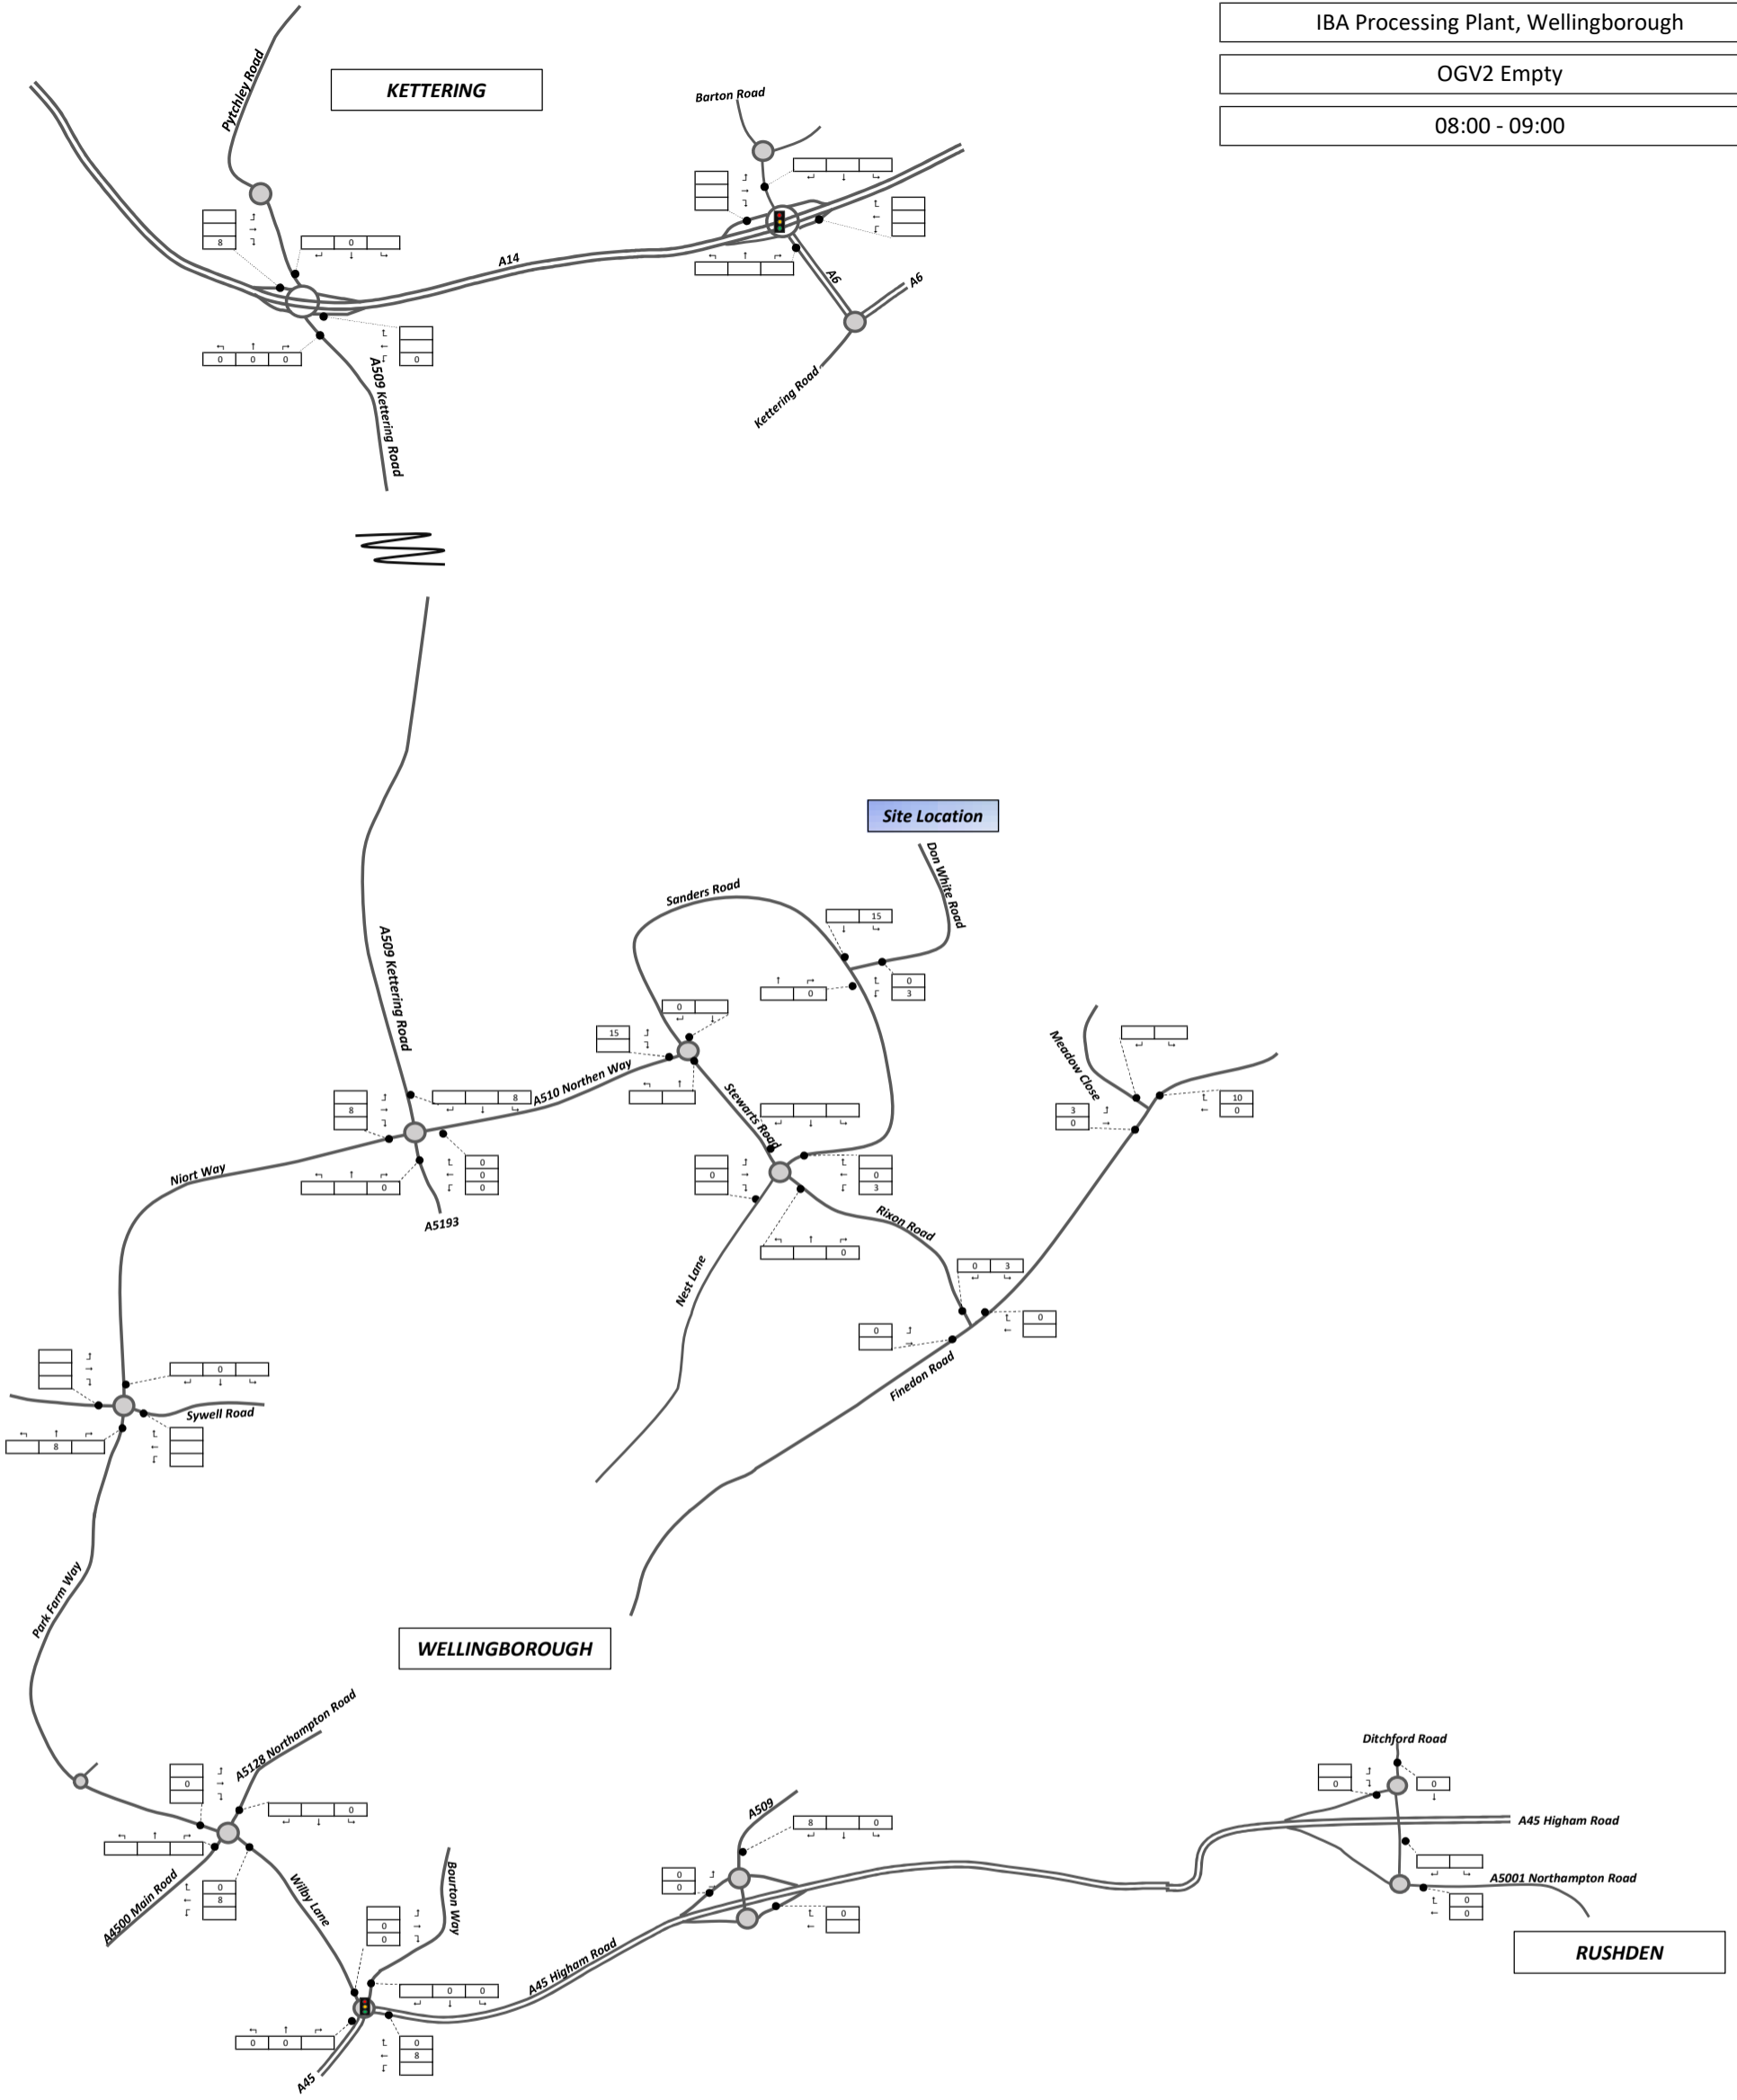 IBA Processing Plant, Wellingborough
OGV2 Empty
08:00 - 09:00
Pytchley Road
KETTERING
Barton Road
8
0
A14
A6
A6
0 0 0
0
A509 Kettering Road
Kettering Road
Site Location
Don White Road
Sanders Road
15
A509 Kettering Road
0
0
3
0
15
Meadow Close
A510 Northen Way
Stewarts Road
8
8
10
0
3
0
Niort Way
0
0
0
0
0
0
3
0
A5193
Rixon Road
0
Nest Lane
0 3
0
0
Finedon Road
0
Sywell Road
8
Park Farm Way
WELLINGBOROUGH
A5128 Northampton Road
Ditchford Road
0
0
0
0
A509
8 0
A45 Higham Road
A4500 Main Road
0
8
Wilby Lane
Bourton Way
0
0
0
A5001 Northampton Road
0
0
0
0
A45 Higham Road
RUSHDEN
0 0
0 0
0
8
A45